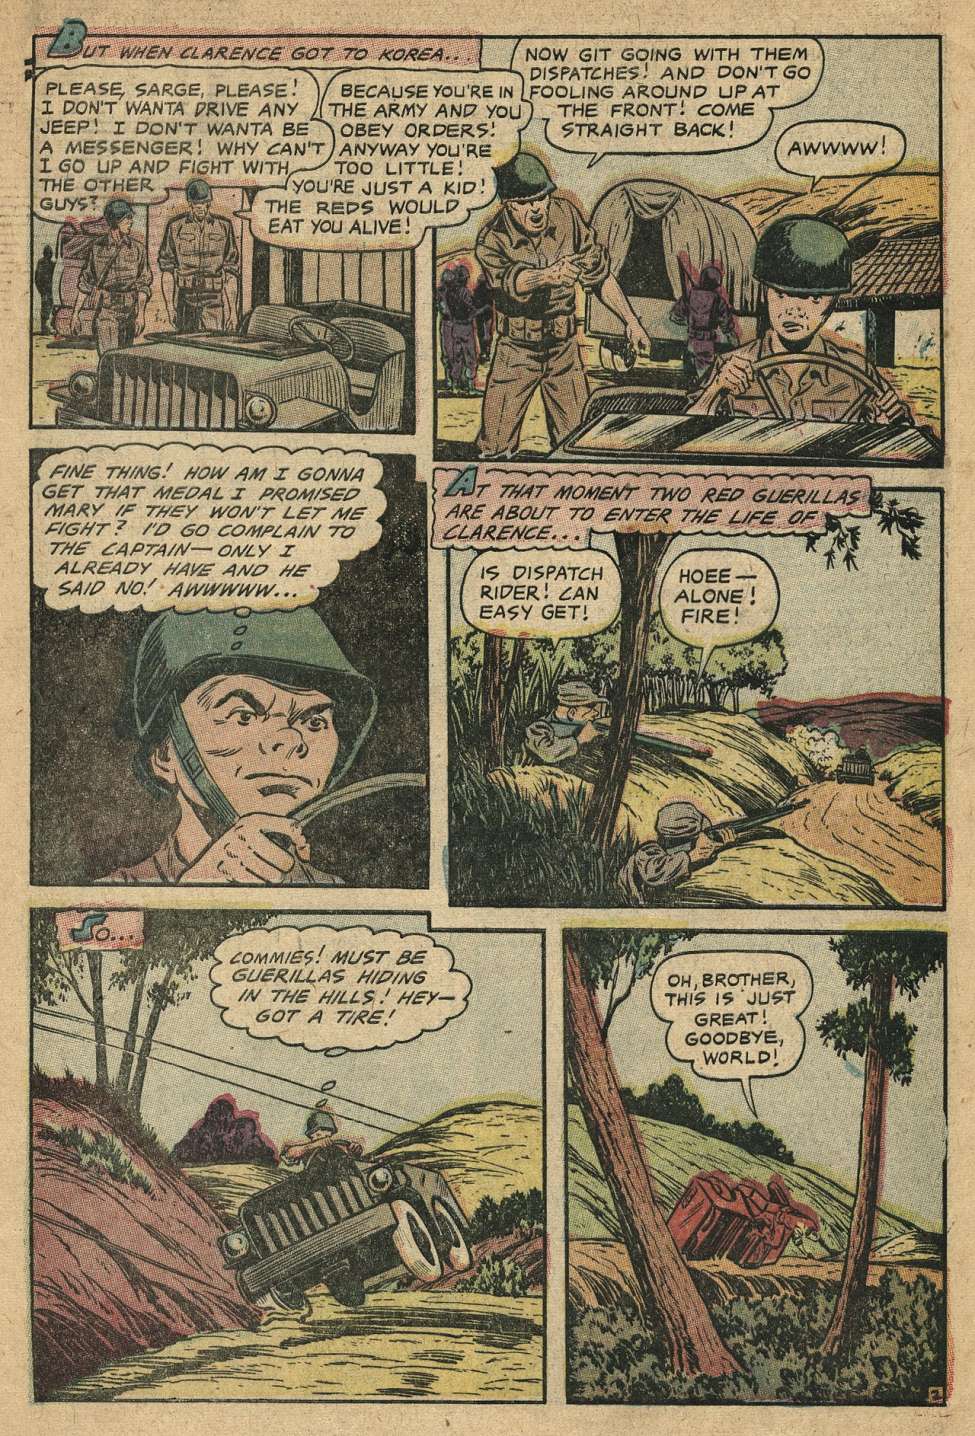 BUT WHEN CLARENCE GOT TO KOREA...
PLEASE, SARGE, PLEASE!
I DON'T WANTA DRIVE ANY
JEEP! I DON'T WANTA BE
A MESSENGER! WHY CAN'T
I GO UP AND FIGHT WITH
THE OTHER
GUYS?
BECAUSE YOU'RE IN
THE ARMY AND YOU
OBEY ORDERS!
ANYWAY YOU'RE
TOO LITTLE!
YOU'RE JUST A KID!
THE REDS WOULD
EAT YOU ALIVE!
NOW GIT GOING WITH THEM
DISPATCHES! AND DON'T GO
FOOLING AROUND UP AT
THE FRONT! COME
STRAIGHT BACK!
AWWWW!
FINE THING! HOW AM I GONNA
GET THAT MEDAL I PROMISED
MARY IF THEY WON'T LET ME
FIGHT? I'D GO COMPLAIN TO
THE CAPTAIN—ONLY I
ALREADY HAVE AND HE
SAID NO! AWWWWW...
AT THAT MOMENT TWO RED GUERILLAS
ARE ABOUT TO ENTER THE LIFE OF
CLARENCE...
IS DISPATCH
RIDER! CAN
EASY GET!
HOEE—
ALONE!
FIRE!
SO...
COMMIES! MUST BE
GUERILLAS HIDING
IN THE HILLS! HEY—
GOT A TIRE!
OH, BROTHER,
THIS IS JUST
GREAT!
GOODBYE,
WORLD!
2